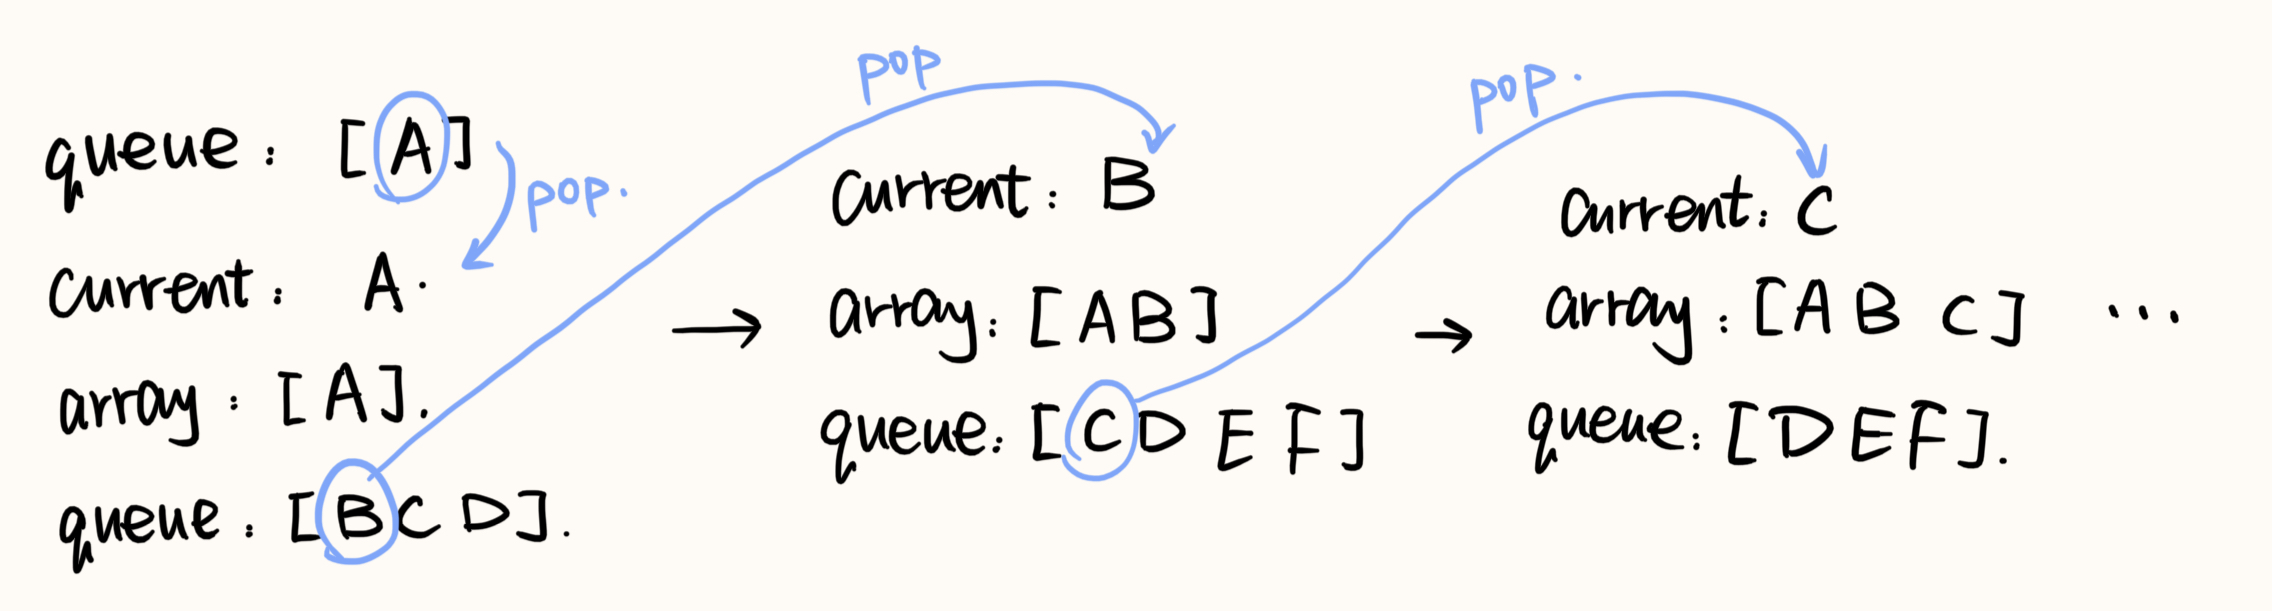 queue: [A]
pop.
current: A.
array: [A].
queue: [B C D].
pop
current: B
array: [A B]
queue: [C D E F]
pop.
current: C
array: [A B C] ...
queue: [D E F].